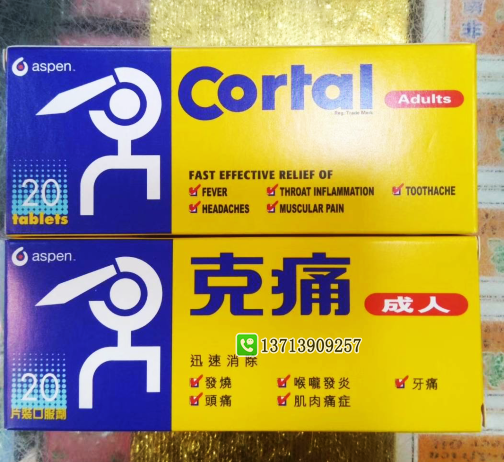 aspen
Cortal
Adults
Reg. Trade Mark
FAST EFFECTIVE RELIEF OF
FEVER THROAT INFLAMMATION TOOTHACHE
HEADACHES MUSCULAR PAIN
20
tablets
aspen
克痛
成人
13713909257
迅速消除
發燒 喉嚨發炎 牙痛
頭痛 肌肉痛症
20
片裝口服劑